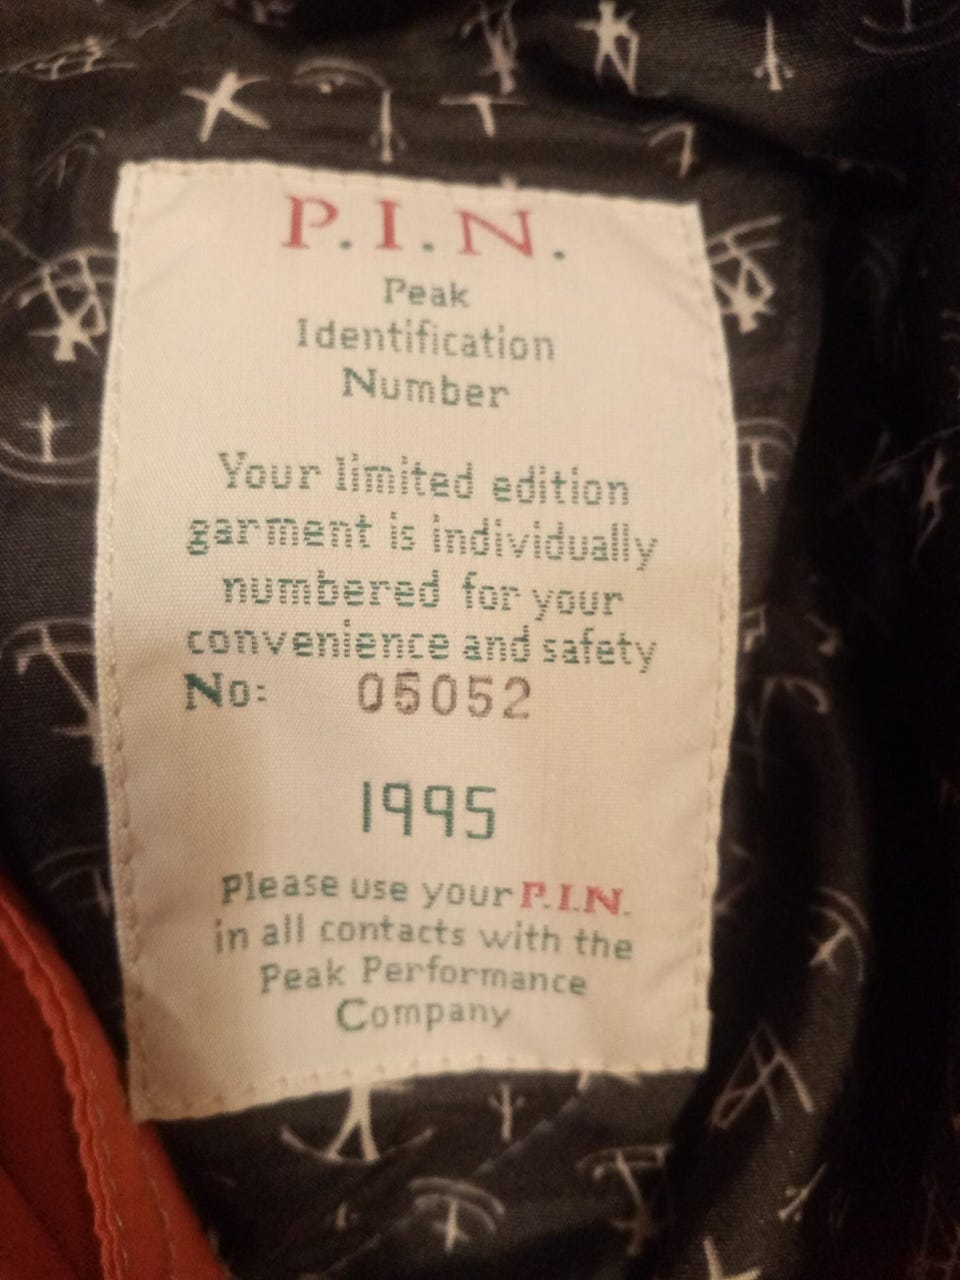 P.I.N.
Peak
Identification
Number
Your limited edition
garment is individually
numbered for your
convenience and safety
No: 05052
1995
Please use your P.I.N.
in all contacts with the
Peak Performance
Company